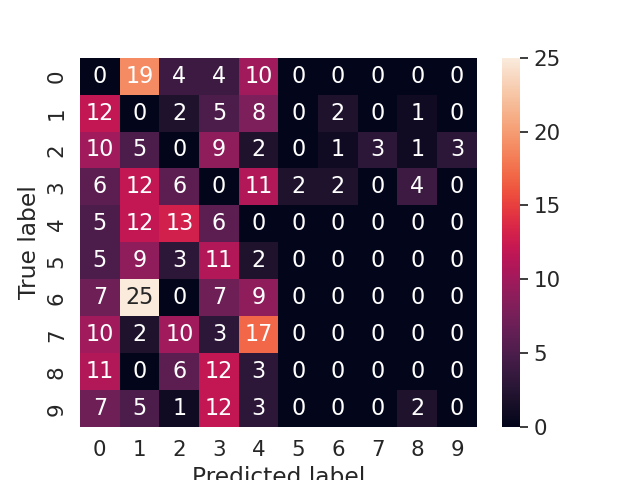 0 0 19 4 4 10 0 0 0 0 0
1 12 0 2 5 8 0 2 0 1 0
2 10 5 0 9 2 0 1 3 1 3
3 6 12 6 0 11 2 2 0 4 0
4 5 12 13 6 0 0 0 0 0 0
5 5 9 3 11 2 0 0 0 0 0
6 7 25 0 7 9 0 0 0 0 0
7 10 2 10 3 17 0 0 0 0 0
8 11 0 6 12 3 0 0 0 0 0
9 7 5 1 12 3 0 0 0 2 0
0 1 2 3 4 5 6 7 8 9
True label
Predicted label
25
20
15
10
5
0